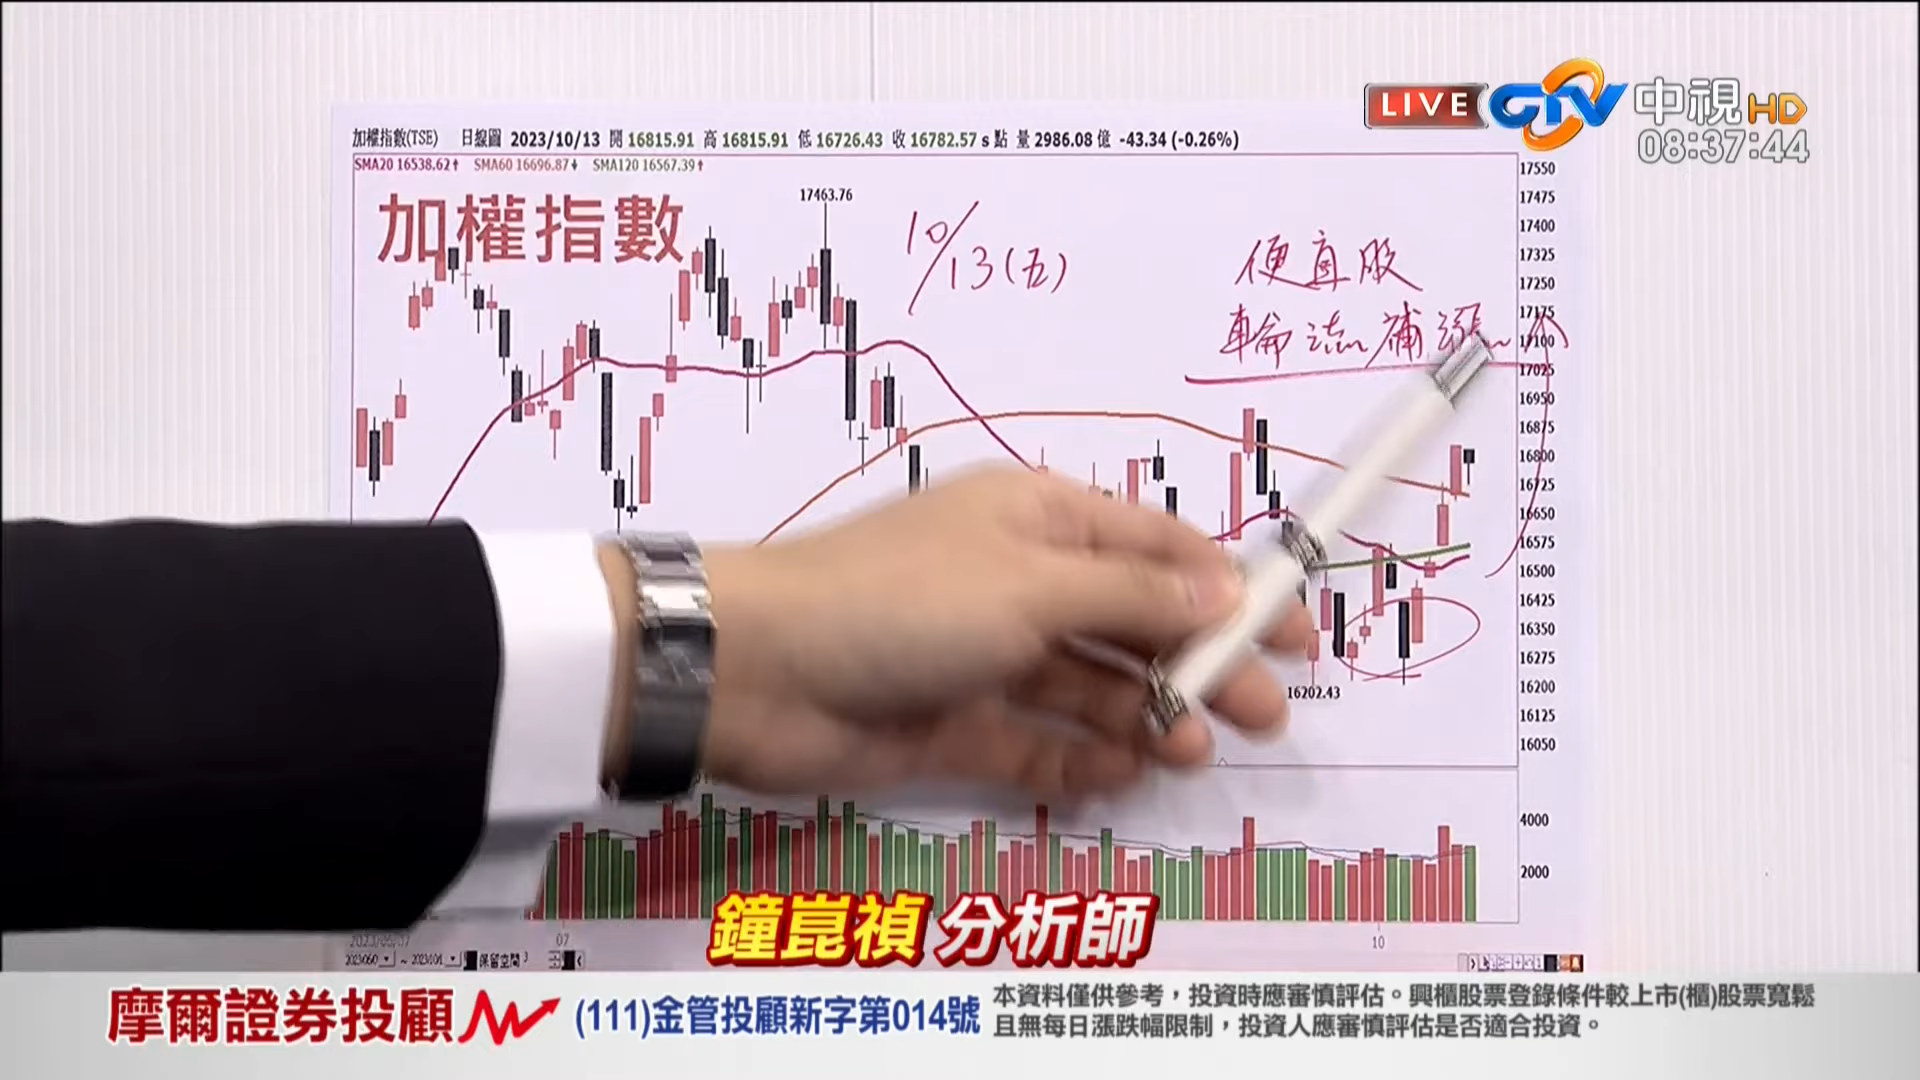 LIVE CTV 中視 HD
08:37:44
加權指數(TSE) 日線圖 2023/10/13 開 16815.91 高 16815.91 低 16726.43 收 16782.57 s 點 量 2986.08 億 -43.34 (-0.26%)
SMA20 16538.62↑ SMA60 16696.87↓ SMA120 16567.39↑
加權指數
17463.76
10/13(五)
便宜股
輪流補漲
17550
17475
17400
17325
17250
17175
17100
17025
16950
16875
16800
16725
16650
16575
16500
16425
16350
16275
16200
16125
16050
16202.43
4000
2000
07
10
保留空間
鐘崑禎 分析師
摩爾證券投顧
(111)金管投顧新字第014號
本資料僅供參考，投資時應審慎評估。興櫃股票登錄條件較上市(櫃)股票寬鬆
且無每日漲跌幅限制，投資人應審慎評估是否適合投資。